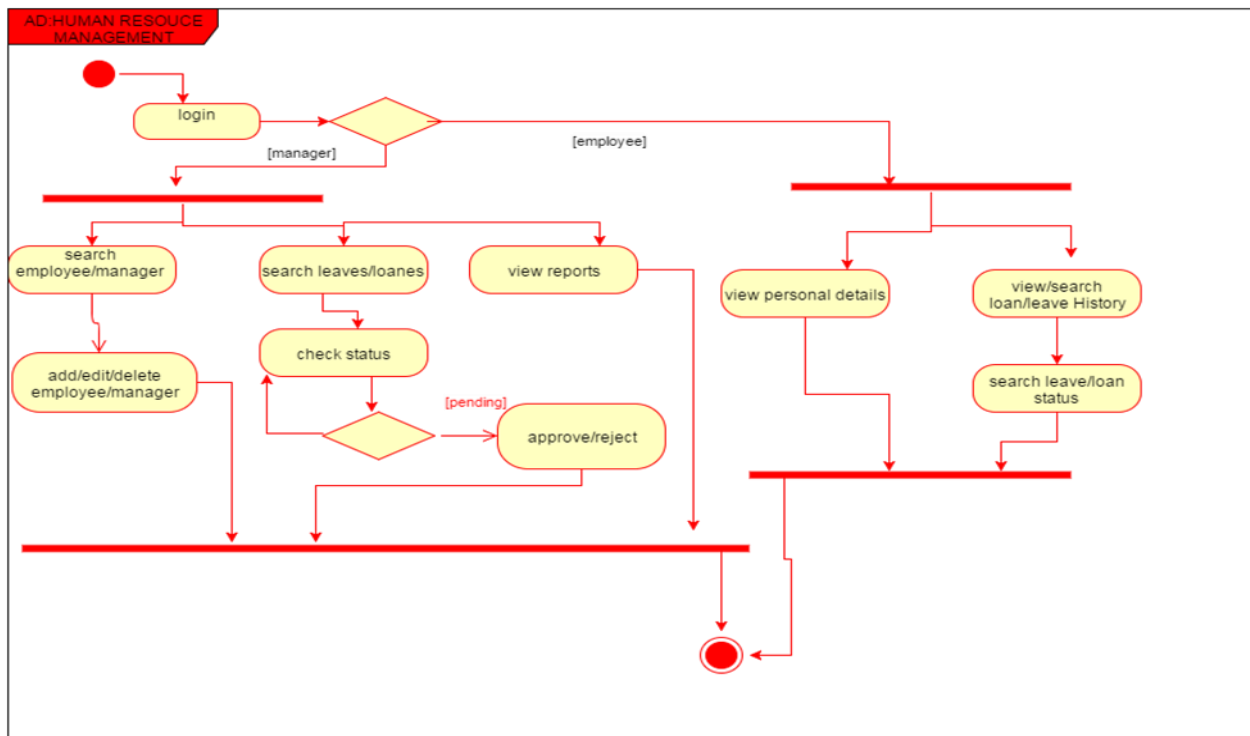 AD:HUMAN RESOUCE
MANAGEMENT
login
[manager]
[employee]
search
employee/manager
search leaves/loanes
view reports
view personal details
view/search
loan/leave History
check status
add/edit/delete
employee/manager
search leave/loan
status
[pending]
approve/reject